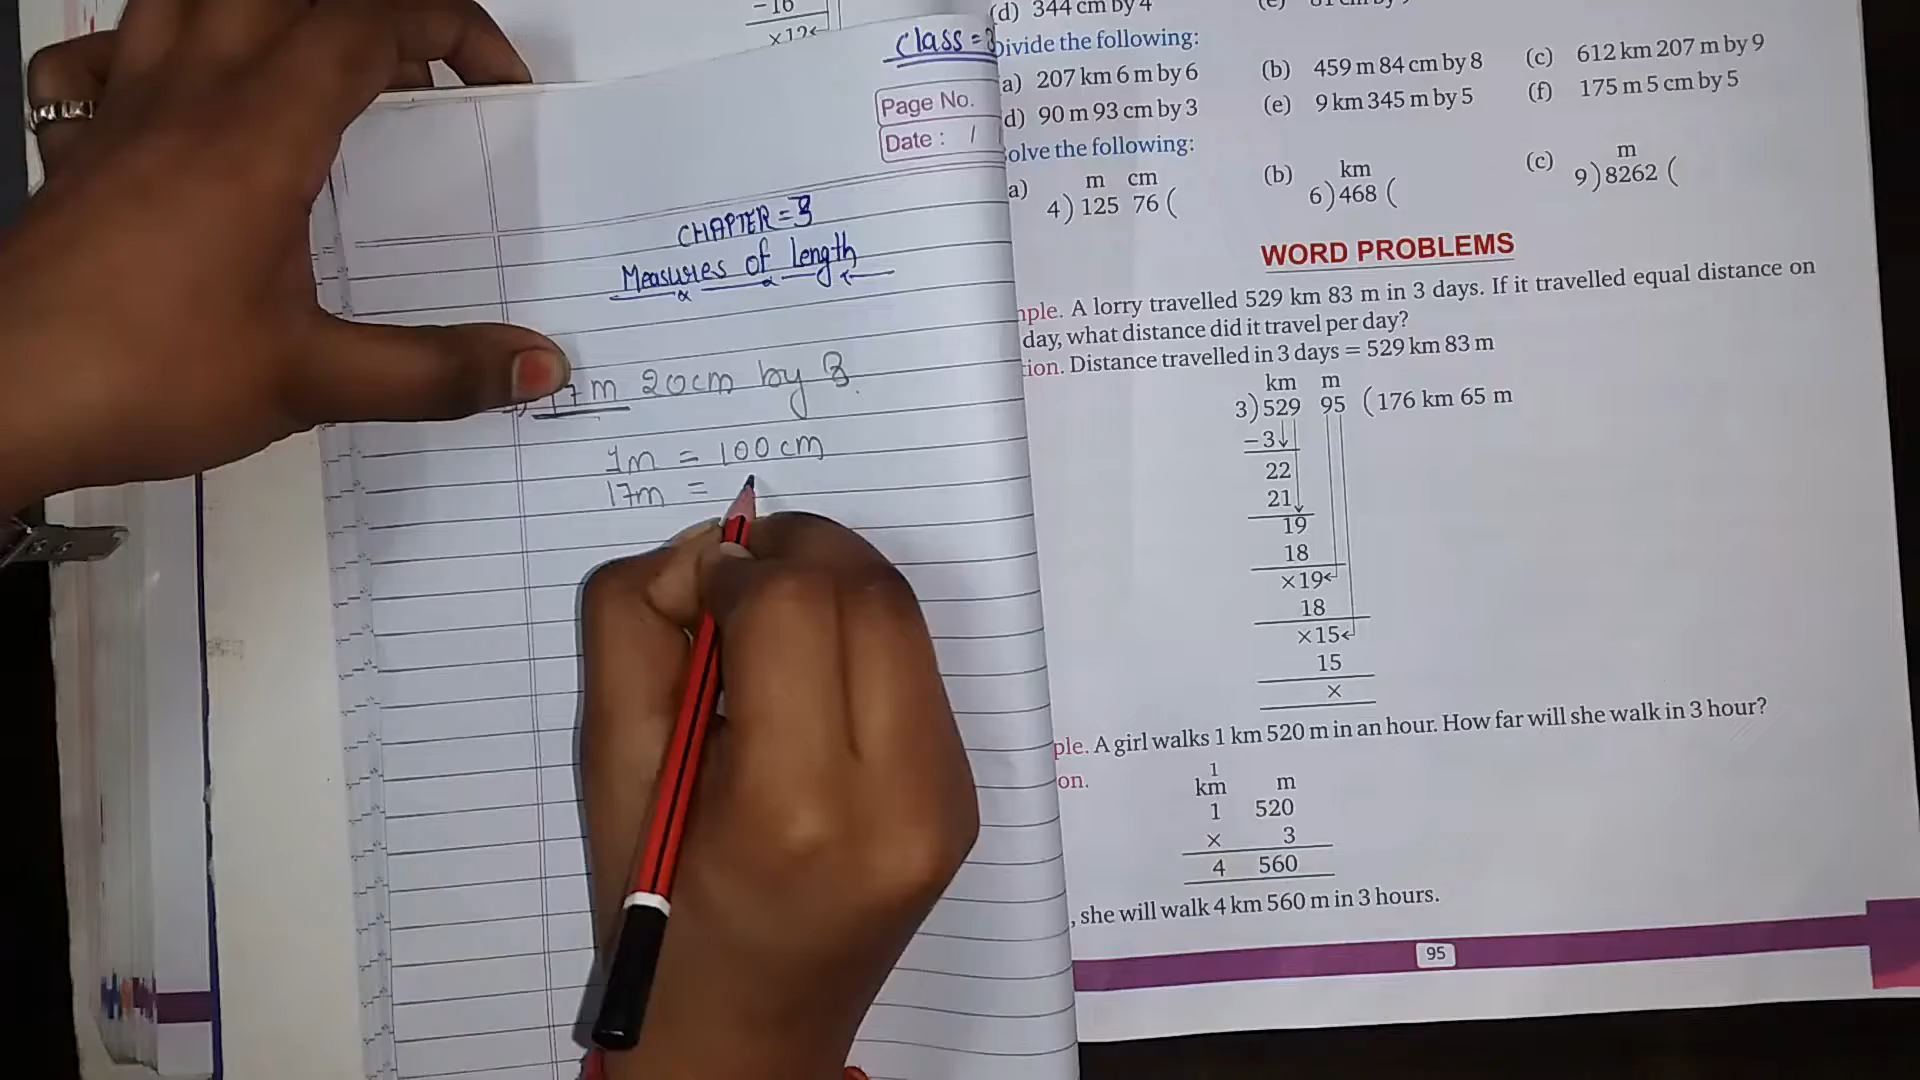 -16
×12
Class = 3
Page No.
Date : /
CHAPTER = 3
Measures of length
17m 20cm by 8.
1m = 100 cm
17m =
(d) 344 cm by 4
Divide the following:
a) 207 km 6 m by 6 (b) 459 m 84 cm by 8 (c) 612 km 207 m by 9
d) 90 m 93 cm by 3 (e) 9 km 345 m by 5 (f) 175 m 5 cm by 5
olve the following:
a) m cm (b) km (c) m
4)125 76( 6)468( 9)8262(
WORD PROBLEMS
ple. A lorry travelled 529 km 83 m in 3 days. If it travelled equal distance on
day, what distance did it travel per day?
tion. Distance travelled in 3 days = 529 km 83 m
km m
3)529 95 (176 km 65 m
-3
22
21
19
18
×19
18
×15
15
×
ple. A girl walks 1 km 520 m in an hour. How far will she walk in 3 hour?
on.
1
km m
1 520
× 3
4 560
, she will walk 4 km 560 m in 3 hours.
95